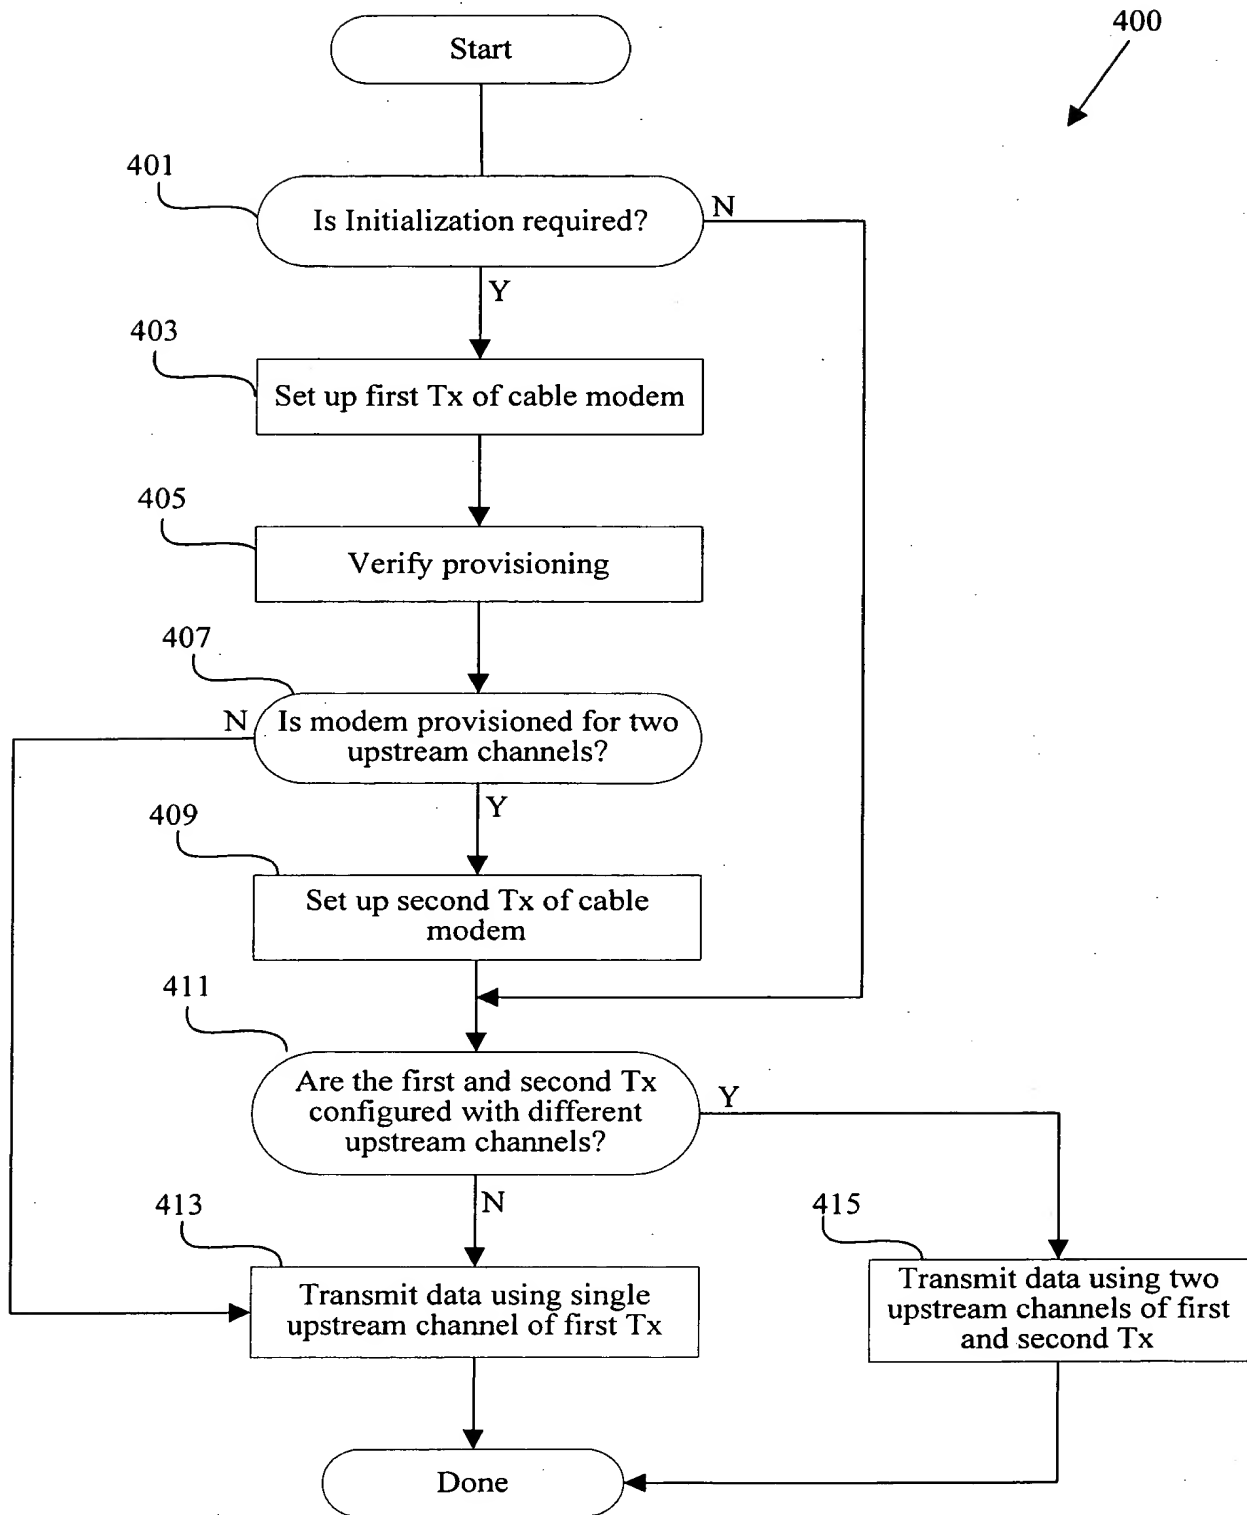 400
Start
401
Is Initialization required?
N
Y
403
Set up first Tx of cable modem
405
Verify provisioning
407
N
Is modem provisioned for two
upstream channels?
Y
409
Set up second Tx of cable
modem
411
Are the first and second Tx
configured with different
upstream channels?
Y
N
413
Transmit data using single
upstream channel of first Tx
415
Transmit data using two
upstream channels of first
and second Tx
Done